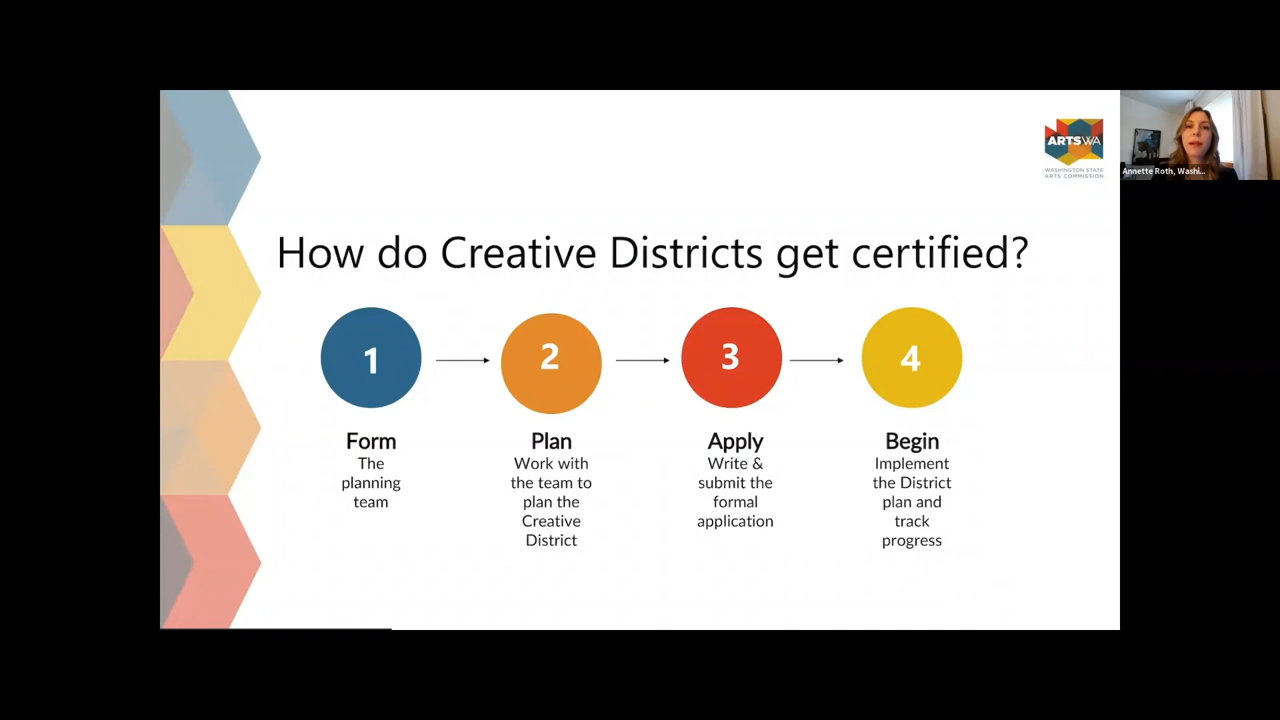 ARTSWA
WASHINGTON STATE
ARTS COMMISSION
Annette Roth, Washi...
How do Creative Districts get certified?
1
2
3
4
Form
The
planning
team
Plan
Work with
the team to
plan the
Creative
District
Apply
Write &
submit the
formal
application
Begin
Implement
the District
plan and
track
progress